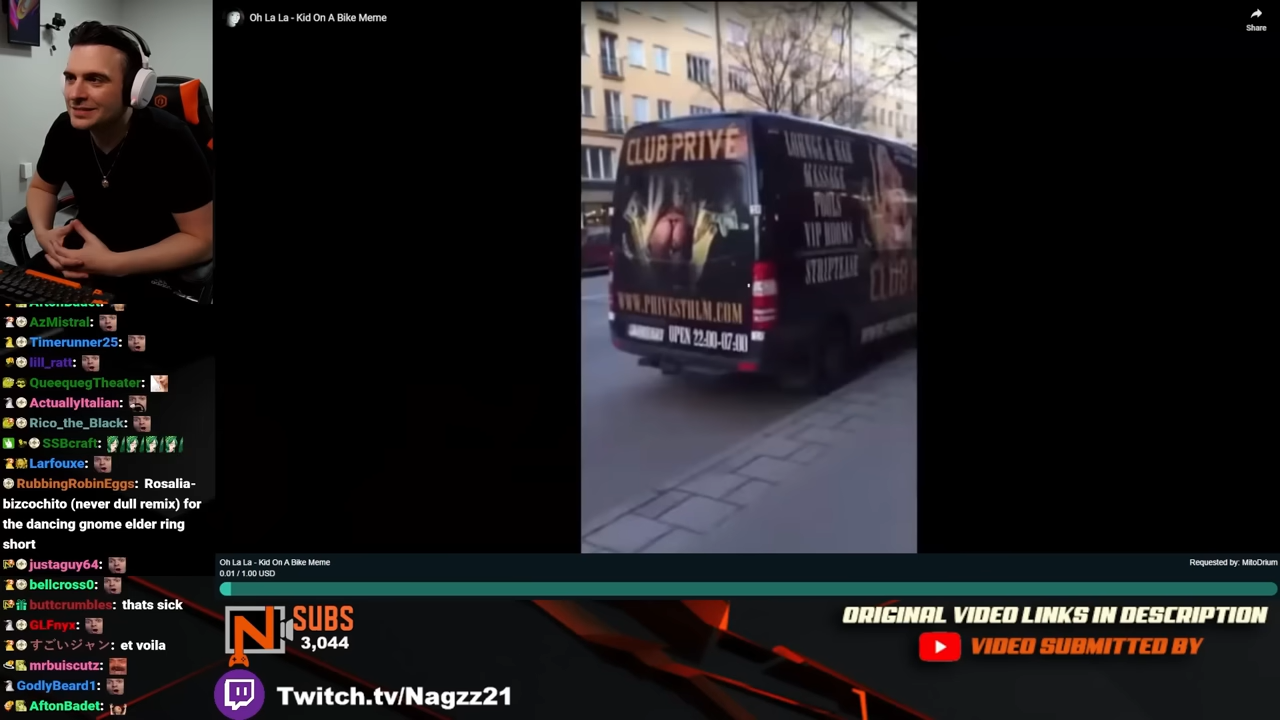 Oh La La - Kid On A Bike Meme
Share
CLUB PRIVÉ
LOUNGE & BAR
MASSAGE
POOLS
VIP ROOMS
STRIPTEASE
WWW.PRIVESTHLM.COM
OPEN 22:00-07:00
AftonBadet:
AzMistral:
Timerunner25:
lill_ratt:
QueequegTheater:
ActuallyItalian:
Rico_the_Black:
SSBcraft:
Larfouxe:
RubbingRobinEggs: Rosalia-
bizcochito (never dull remix) for
the dancing gnome elder ring
short
justaguy64:
bellcross0:
buttcrumbles: thats sick
GLFnyx:
すごいジャン: et voila
mrbuiscutz:
GodlyBeard1:
AftonBadet:
Oh La La - Kid On A Bike Meme
0.01 / 1.00 USD
Requested by: MitoDrium
N SUBS
3,044
Twitch.tv/Nagzz21
ORIGINAL VIDEO LINKS IN DESCRIPTION
VIDEO SUBMITTED BY